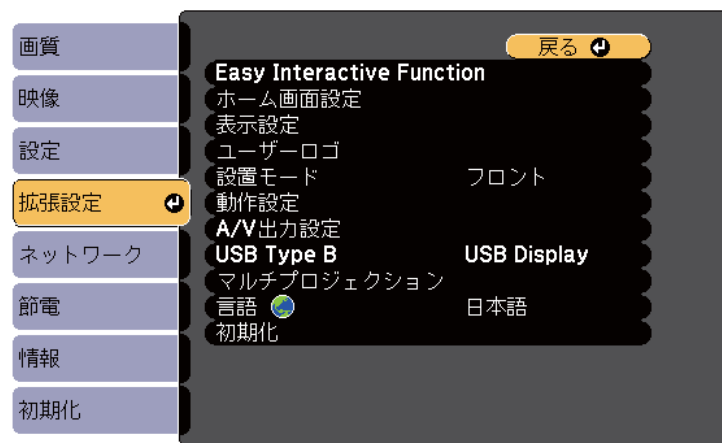 画質
映像
設定
拡張設定
ネットワーク
節電
情報
初期化
戻る
Easy Interactive Function
ホーム画面設定
表示設定
ユーザーロゴ
設置モード フロント
動作設定
A/V出力設定
USB Type B USB Display
マルチプロジェクション
言語 日本語
初期化